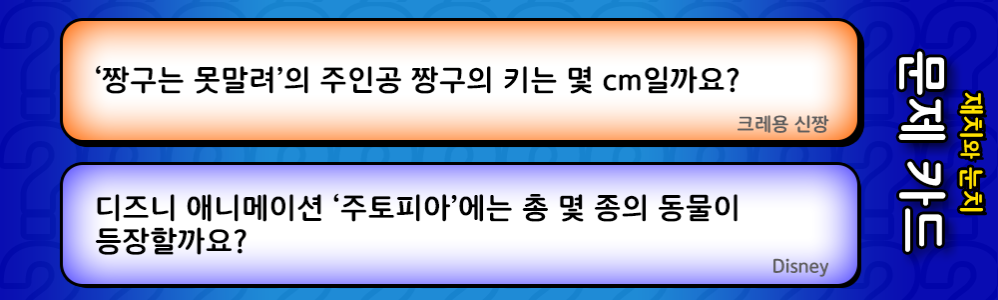 ‘짱구는 못말려’의 주인공 짱구의 키는 몇 cm일까요?
크레용 신짱
디즈니 애니메이션 ‘주토피아’에는 총 몇 종의 동물이
등장할까요?
Disney
재치와 눈치
문제 카드